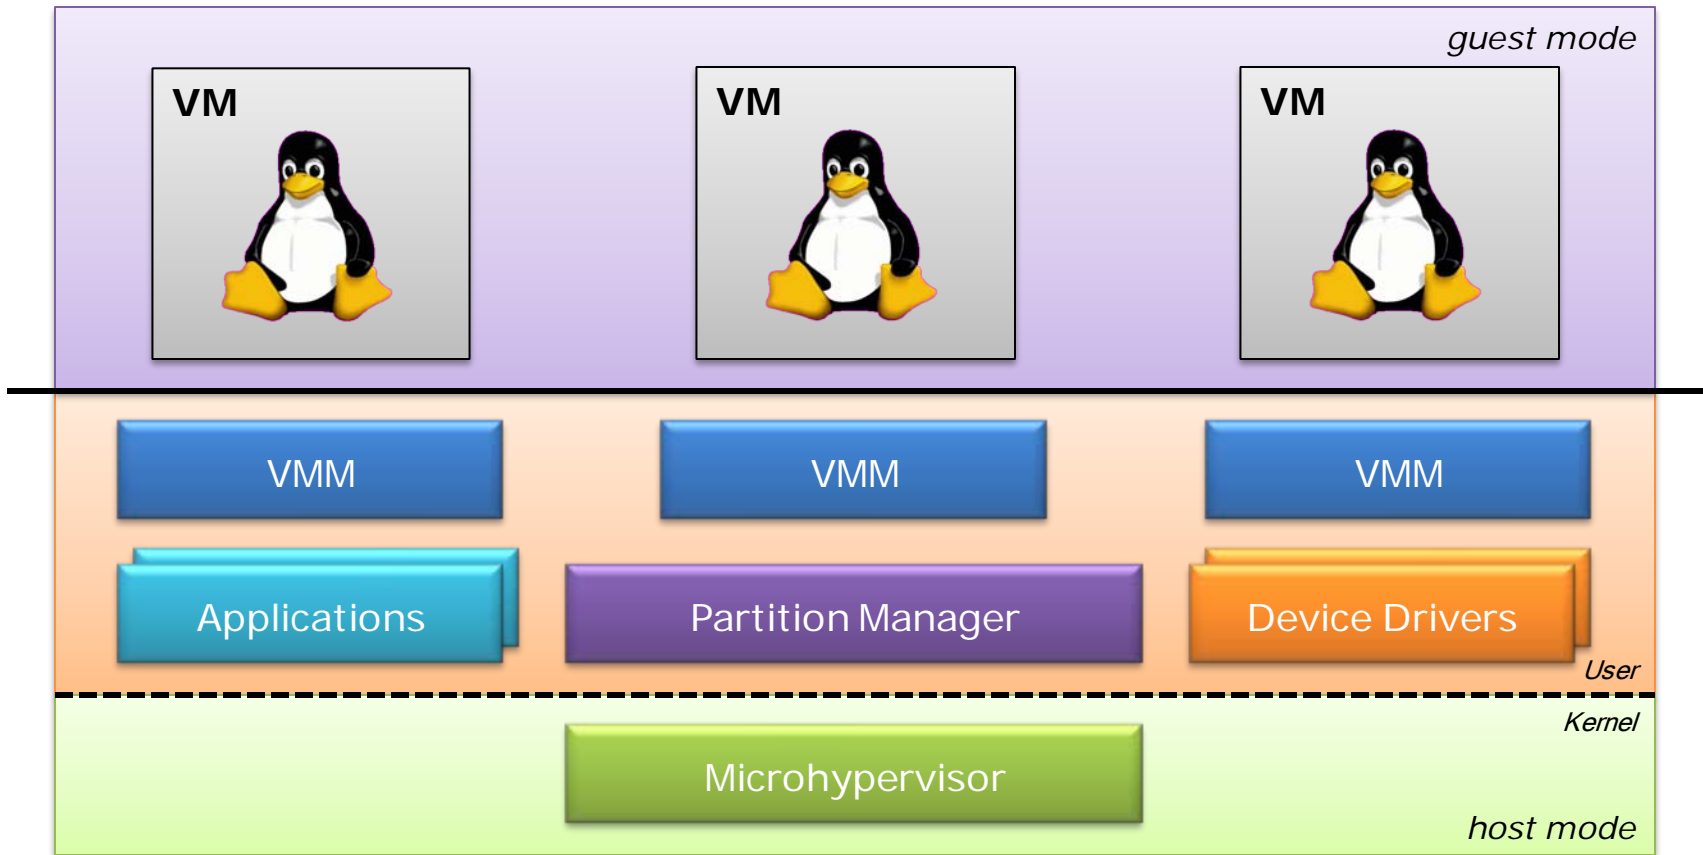 guest mode
VM
VM
VM
VMM
VMM
VMM
Applications
Partition Manager
Device Drivers
User
Kernel
Microhypervisor
host mode